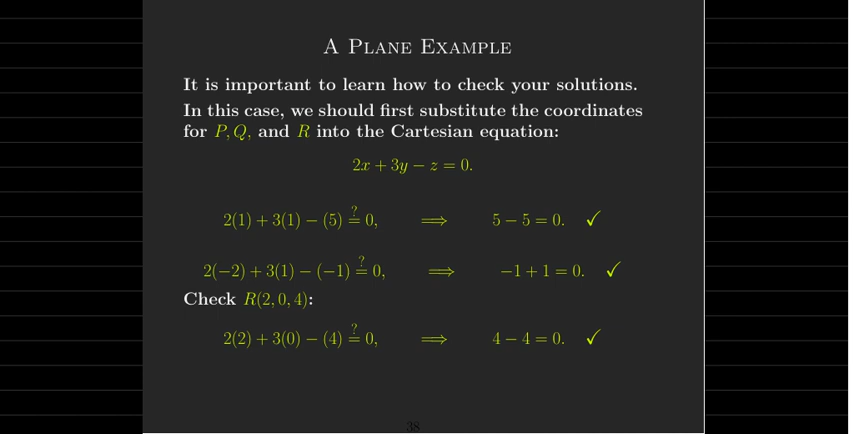 A Plane Example
It is important to learn how to check your solutions.
In this case, we should first substitute the coordinates
for P, Q, and R into the Cartesian equation:
2x + 3y − z = 0.
2(1) + 3(1) − (5) ≟ 0, ⟹ 5 − 5 = 0. ✓
2(−2) + 3(1) − (−1) ≟ 0, ⟹ −1 + 1 = 0. ✓
Check R(2, 0, 4):
2(2) + 3(0) − (4) ≟ 0, ⟹ 4 − 4 = 0. ✓
38